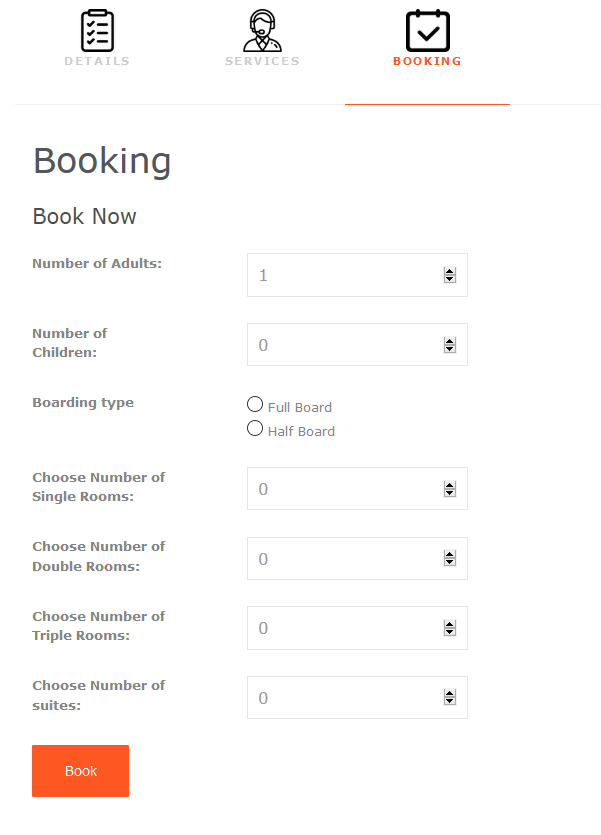 DETAILS SERVICES BOOKING
Booking
Book Now
Number of Adults: 1
Number of
Children: 0
Boarding type
Full Board
Half Board
Choose Number of
Single Rooms: 0
Choose Number of
Double Rooms: 0
Choose Number of
Triple Rooms: 0
Choose Number of
suites: 0
Book